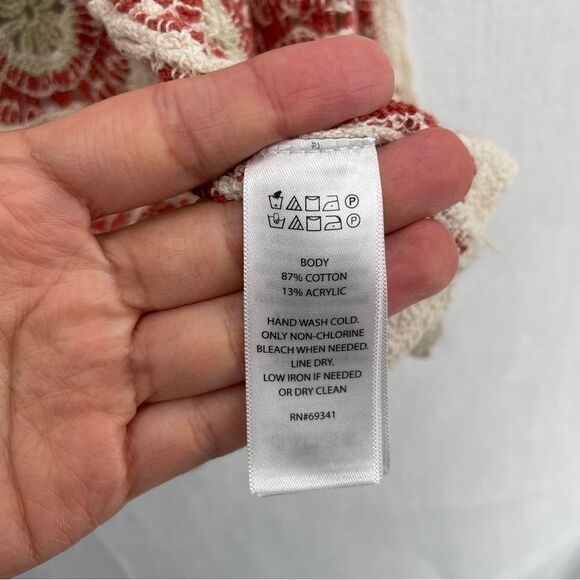 BODY
87% COTTON
13% ACRYLIC
HAND WASH COLD.
ONLY NON-CHLORINE
BLEACH WHEN NEEDED.
LINE DRY.
LOW IRON IF NEEDED
OR DRY CLEAN
RN#69341